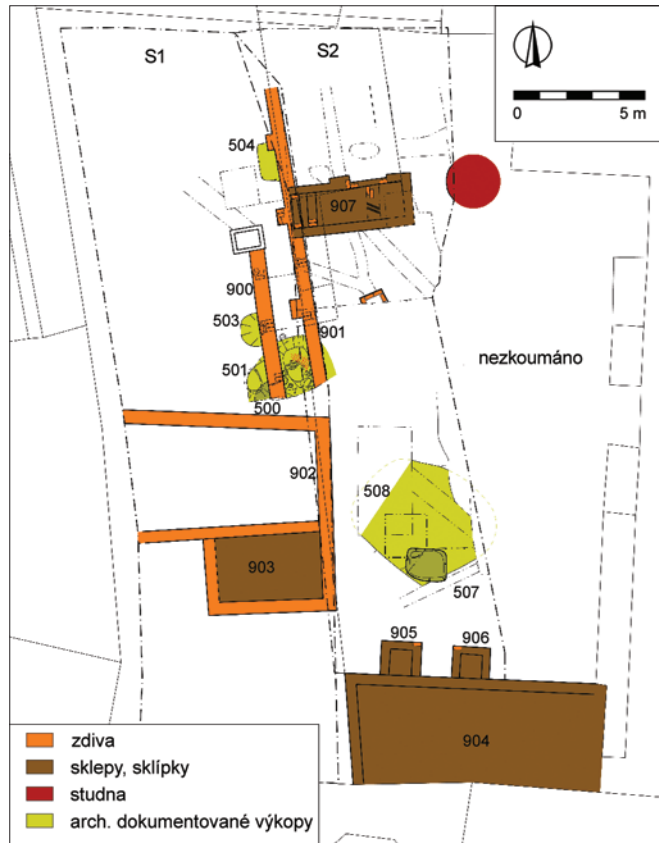 S1
S2
0
5 m
504
907
900
503
901
501
500
nezkoumáno
902
508
903
507
905
906
904
zdiva
sklepy, sklípky
studna
arch. dokumentované výkopy